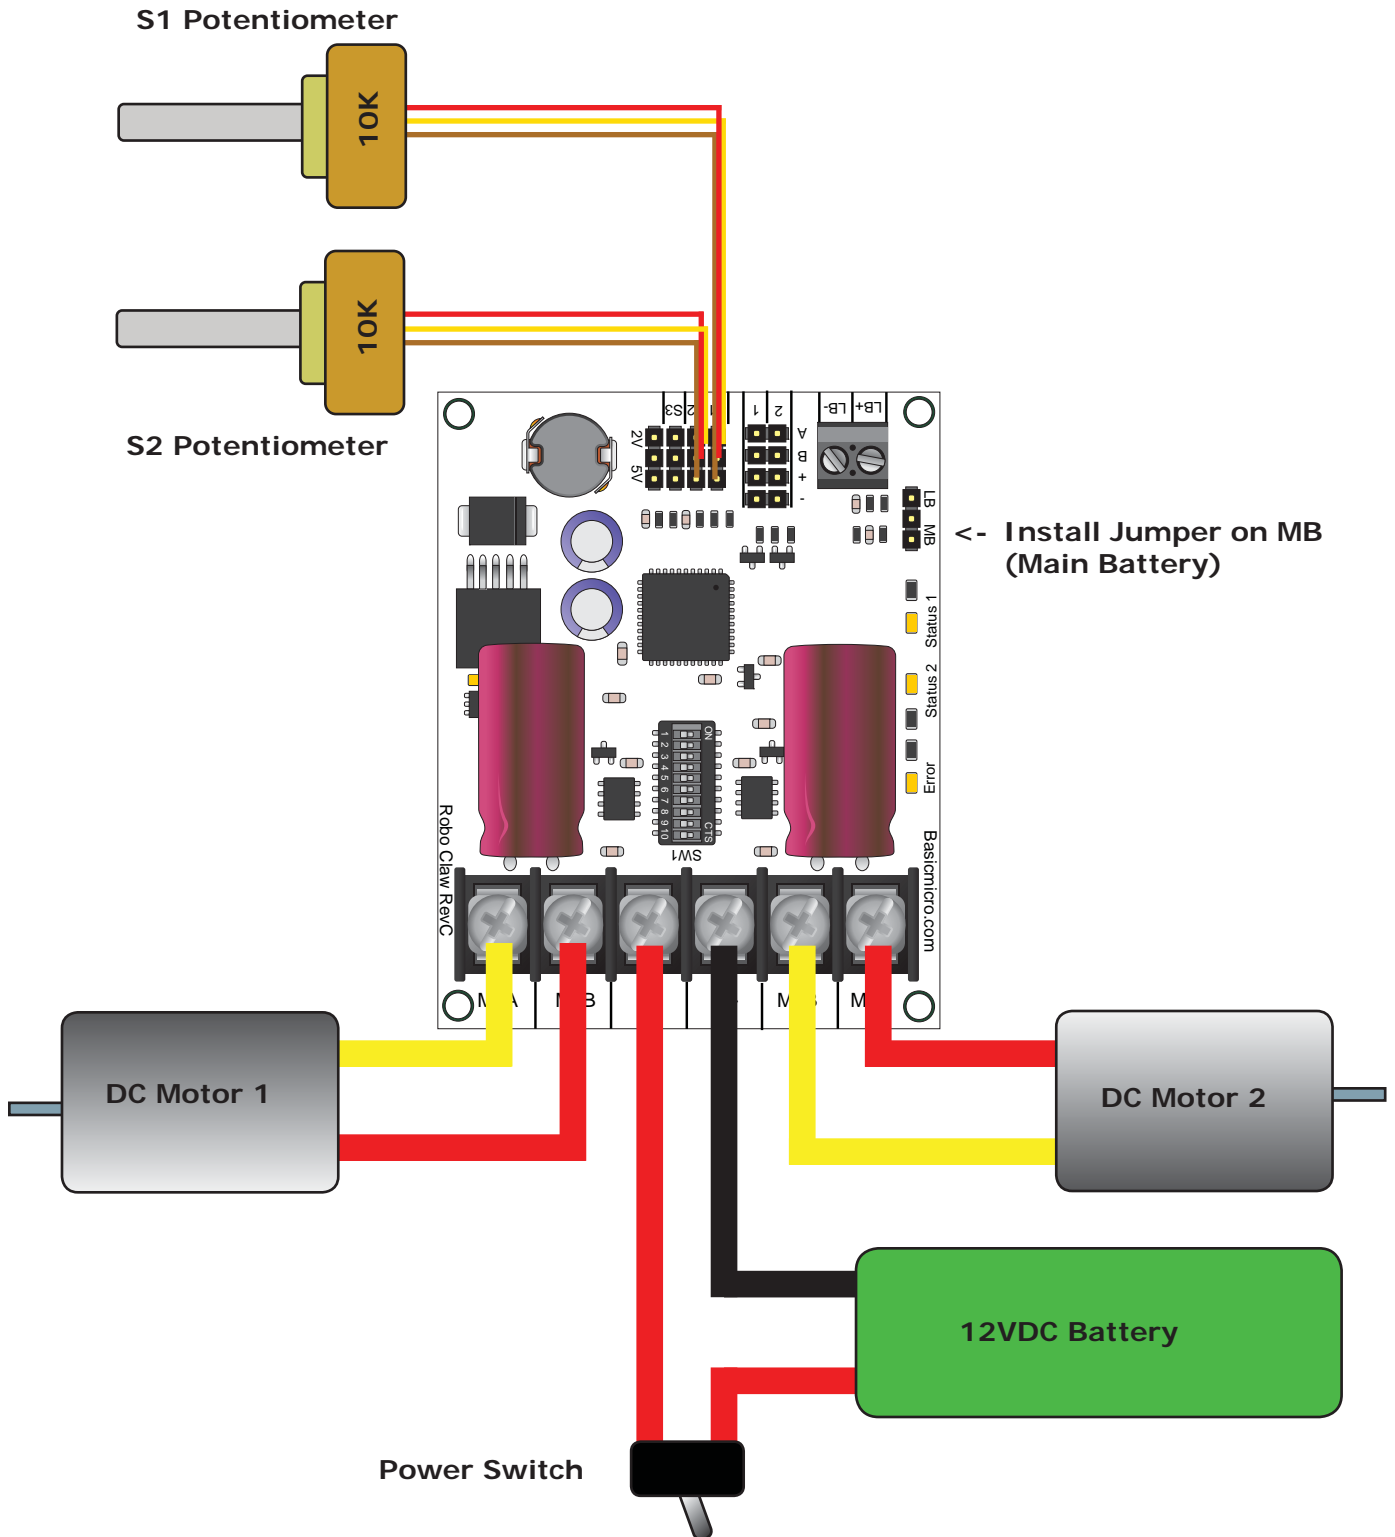 S1 Potentiometer
10K
10K
S2 Potentiometer
S3
1
2
LB-
LB+
2V
5V
A
B
+
-
LB
MB
<- Install Jumper on MB
(Main Battery)
Status 1
Status 2
Error
ON
1
2
3
4
5
6
7
8
9
10
CTS
SW1
Robo Claw RevC
Basicmicro.com
DC Motor 1
DC Motor 2
12VDC Battery
Power Switch